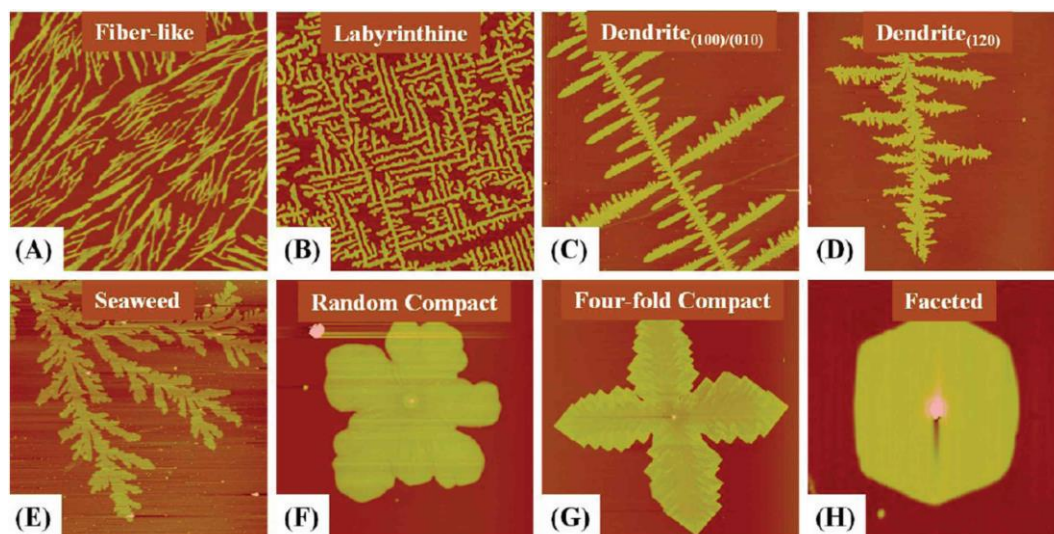 Fiber-like
Labyrinthine
Dendrite(100)/(010)
Dendrite(120)
(A)
(B)
(C)
(D)
Seaweed
Random Compact
Four-fold Compact
Faceted
(E)
(F)
(G)
(H)